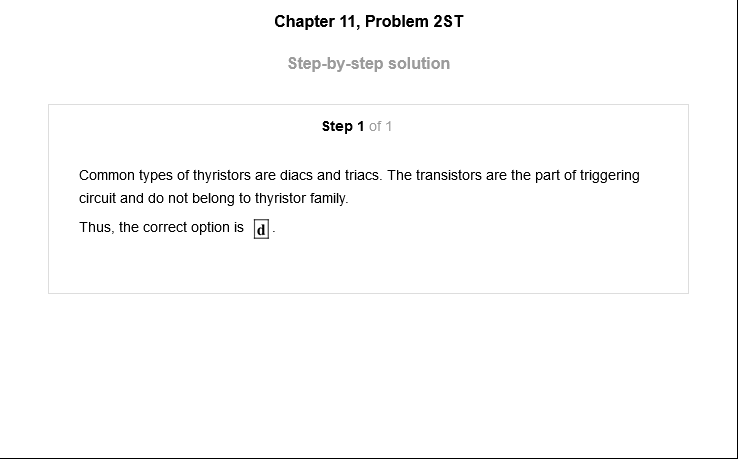 Chapter 11, Problem 2ST
Step-by-step solution
Step 1 of 1
Common types of thyristors are diacs and triacs. The transistors are the part of triggering
circuit and do not belong to thyristor family.
Thus, the correct option is d.